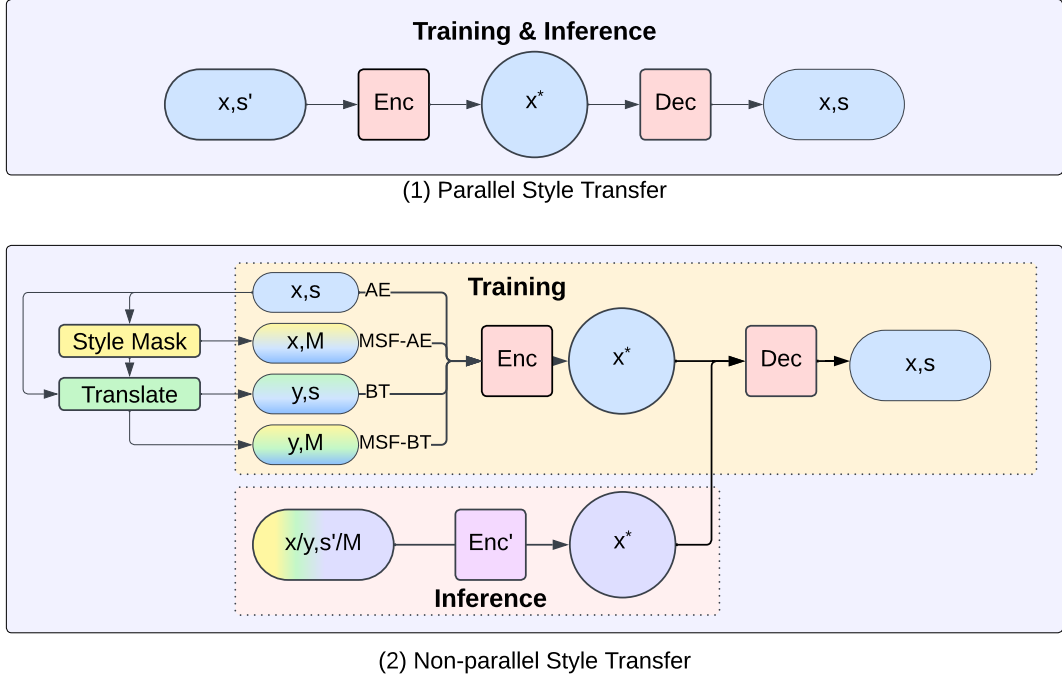 Training & Inference
x,s'
Enc
x*
Dec
x,s
(1) Parallel Style Transfer
Training
x,s
AE
Style Mask
x,M
MSF-AE
Enc
x*
Dec
x,s
Translate
y,s
BT
y,M
MSF-BT
x/y,s'/M
Enc'
x*
Inference
(2) Non-parallel Style Transfer